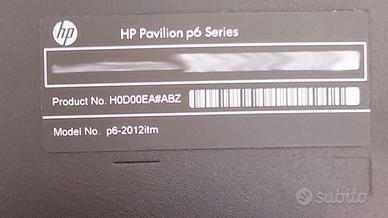 hp HP Pavilion p6 Series
Product No. H0D00EA#ABZ
Model No. p6-2012itm
subito